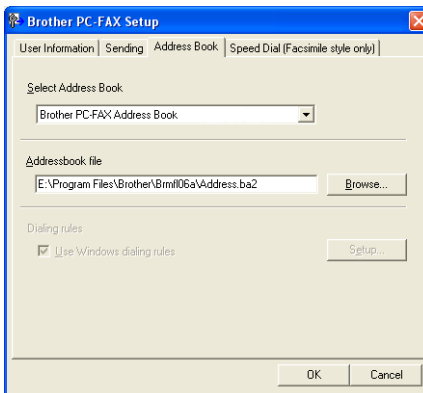 Brother PC-FAX Setup
User Information Sending Address Book Speed Dial (Facsimile style only)
Select Address Book
Brother PC-FAX Address Book
Addressbook file
E:\Program Files\Brother\Brmfl06a\Address.ba2 Browse...
Dialing rules
Use Windows dialing rules Setup...
OK Cancel